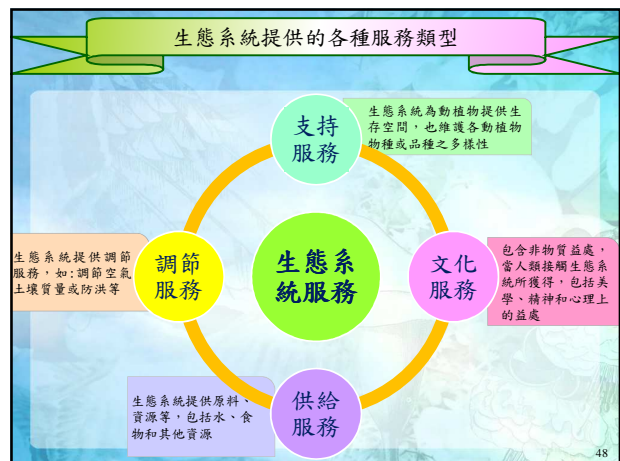 生態系統提供的各種服務類型
支持
服務
生態系統為動植物提供生
存空間，也維護各動植物
物種或品種之多樣性
生態系統提供調節
服務，如:調節空氣
土壤質量或防洪等
調節
服務
生態系
統服務
文化
服務
包含非物質益處，
當人類接觸生態系
統所獲得，包括美
學、精神和心理上
的益處
生態系統提供原料、
資源等，包括水、食
物和其他資源
供給
服務
48